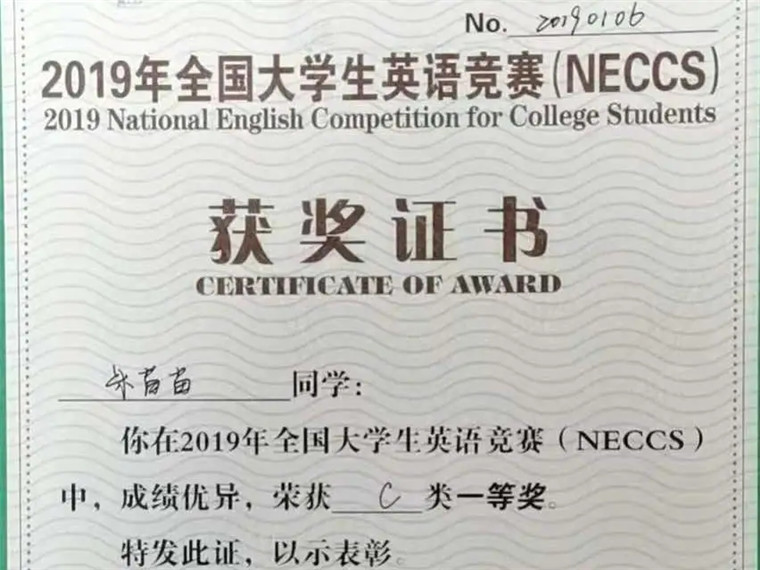 No. 20190106
2019年全国大学生英语竞赛(NECCS)
2019 National English Competition for College Students
获奖证书
CERTIFICATE OF AWARD
朱苗苗 同学:
你在2019年全国大学生英语竞赛(NECCS)
中,成绩优异,荣获 C 类一等奖。
特发此证,以示表彰。